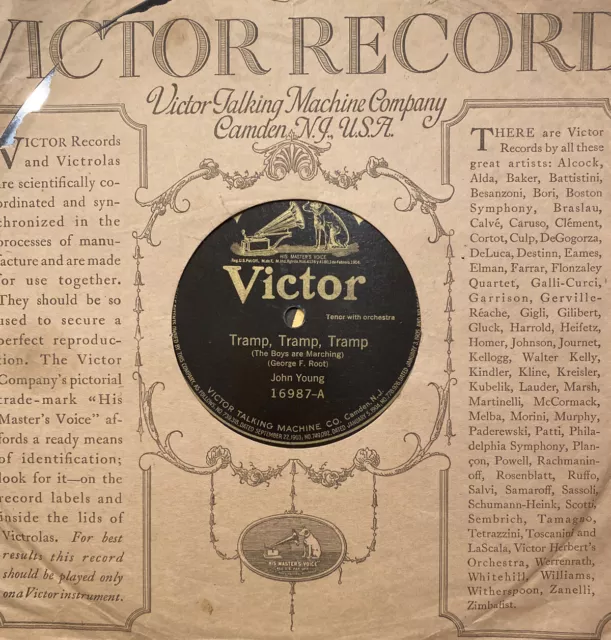 VICTOR RECORD
Victor Talking Machine Company
Camden, N.J., U.S.A.
VICTOR Records
and Victrolas
are scientifically co-
ordinated and syn-
chronized in the
processes of manu-
facture and are made
for use together.
They should be so
used to secure a
perfect reproduc-
tion. The Victor
Company's pictorial
trade-mark "His
Master's Voice" af-
fords a ready means
of identification;
look for it—on the
record labels and
inside the lids of
Victrolas. For best
results this record
should be played only
on a Victor instrument.
HIS MASTER'S VOICE
Victor
Tenor with orchestra
Tramp, Tramp, Tramp
(The Boys are Marching)
(George F. Root)
John Young
16987-A
VICTOR TALKING MACHINE CO. Camden, N.J.
HIS MASTER'S VOICE
THERE are Victor
Records by all these
great artists: Alcock,
Alda, Baker, Battistini,
Besanzoni, Bori, Boston
Symphony, Braslau,
Calvé, Caruso, Clément,
Cortot, Culp, DeGogorza,
DeLuca, Destinn, Eames,
Elman, Farrar, Flonzaley
Quartet, Galli-Curci,
Garrison, Gerville-
Réache, Gigli, Gilibert,
Gluck, Harrold, Heifetz,
Homer, Johnson, Journet,
Kellogg, Walter Kelly,
Kindler, Kline, Kreisler,
Kubelik, Lauder, Marsh,
Martinelli, McCormack,
Melba, Morini, Murphy,
Paderewski, Patti, Phila-
delphia Symphony, Plan-
çon, Powell, Rachmanin-
off, Rosenblatt, Ruffo,
Salvi, Samaroff, Sassoli,
Schumann-Heink, Scotti,
Sembrich, Tamagno,
Tetrazzini, Toscanini and
LaScala, Victor Herbert's
Orchestra, Werrenrath,
Whitehill, Williams,
Witherspoon, Zanelli,
Zimbalist.